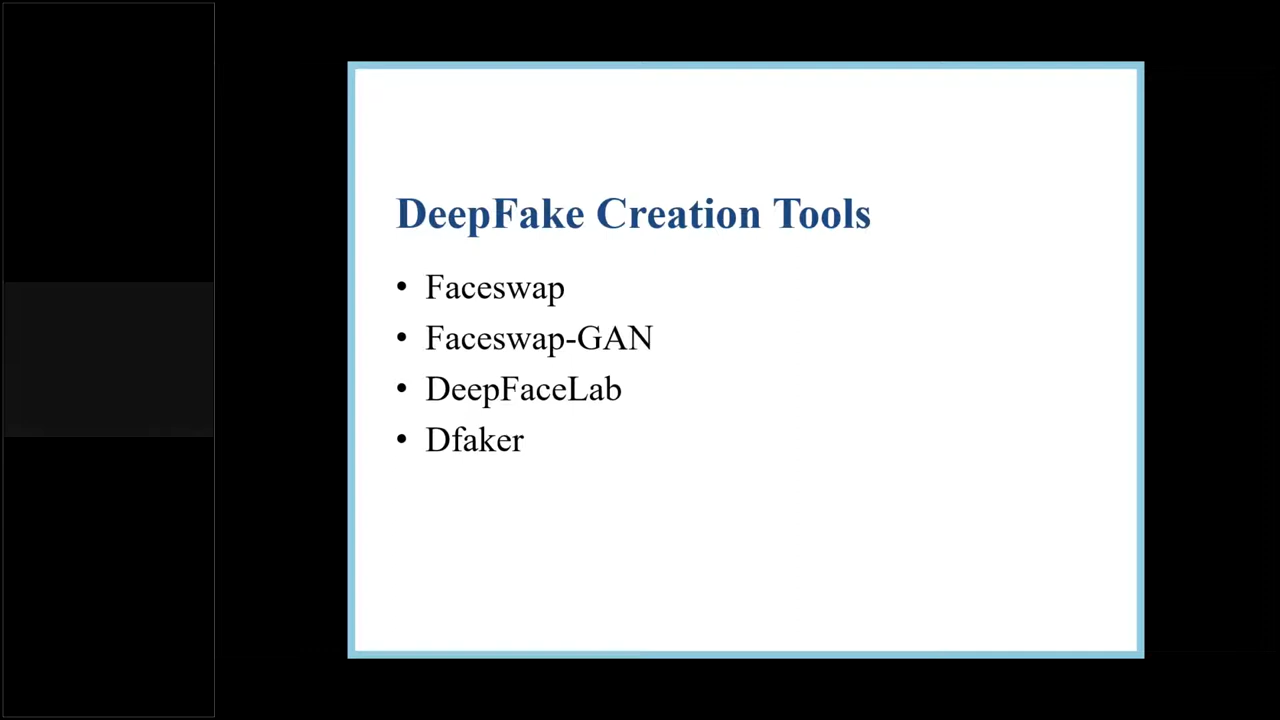 DeepFake Creation Tools
• Faceswap
• Faceswap-GAN
• DeepFaceLab
• Dfaker